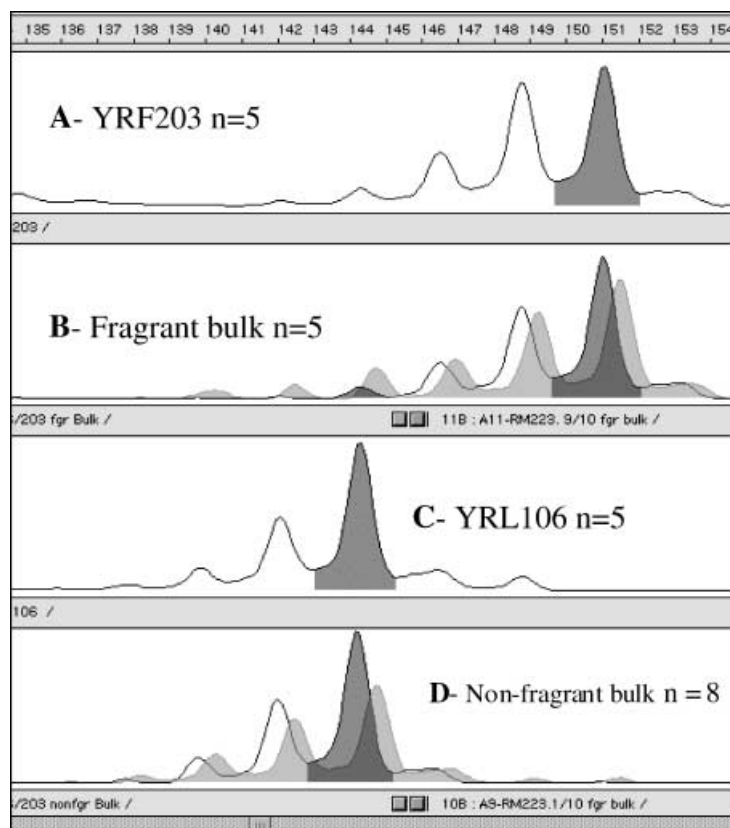 135 136 137 138 139 140 142 143 144 145 146 147 148 149 150 151 152 153 154
A- YRF203 n=5
203 /
B- Fragrant bulk n=5
/203 fgr Bulk / 11B : A11-RM223. 9/10 fgr bulk /
C- YRL106 n=5
106 /
D- Non-fragrant bulk n = 8
/203 nonfgr Bulk / 10B : A9-RM223.1/10 fgr bulk /